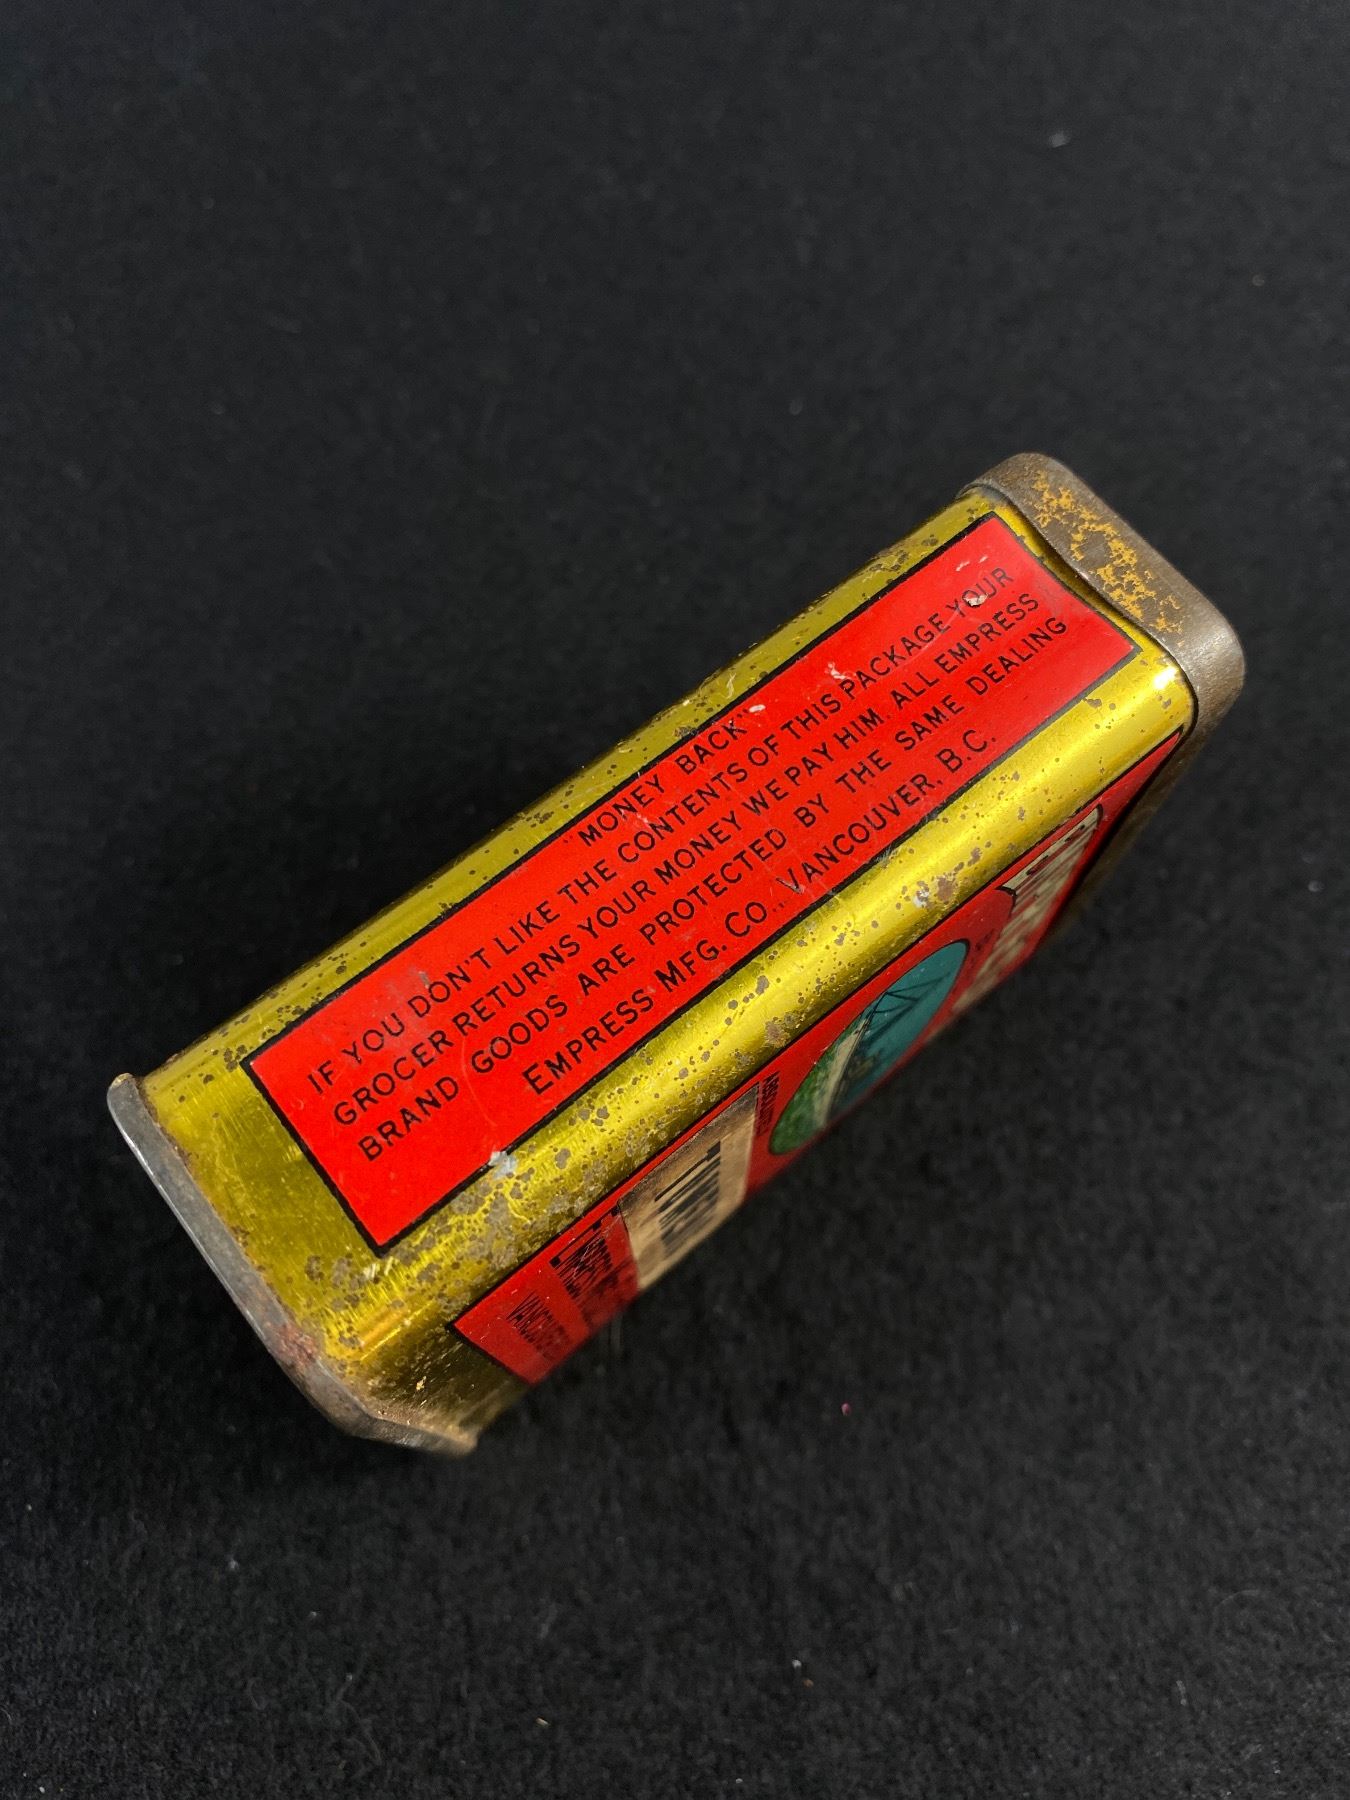 "MONEY BACK"
IF YOU DON'T LIKE THE CONTENTS OF THIS PACKAGE YOUR
GROCER RETURNS YOUR MONEY WE PAY HIM. ALL EMPRESS
BRAND GOODS ARE PROTECTED BY THE SAME DEALING
EMPRESS MFG. CO., VANCOUVER, B.C.